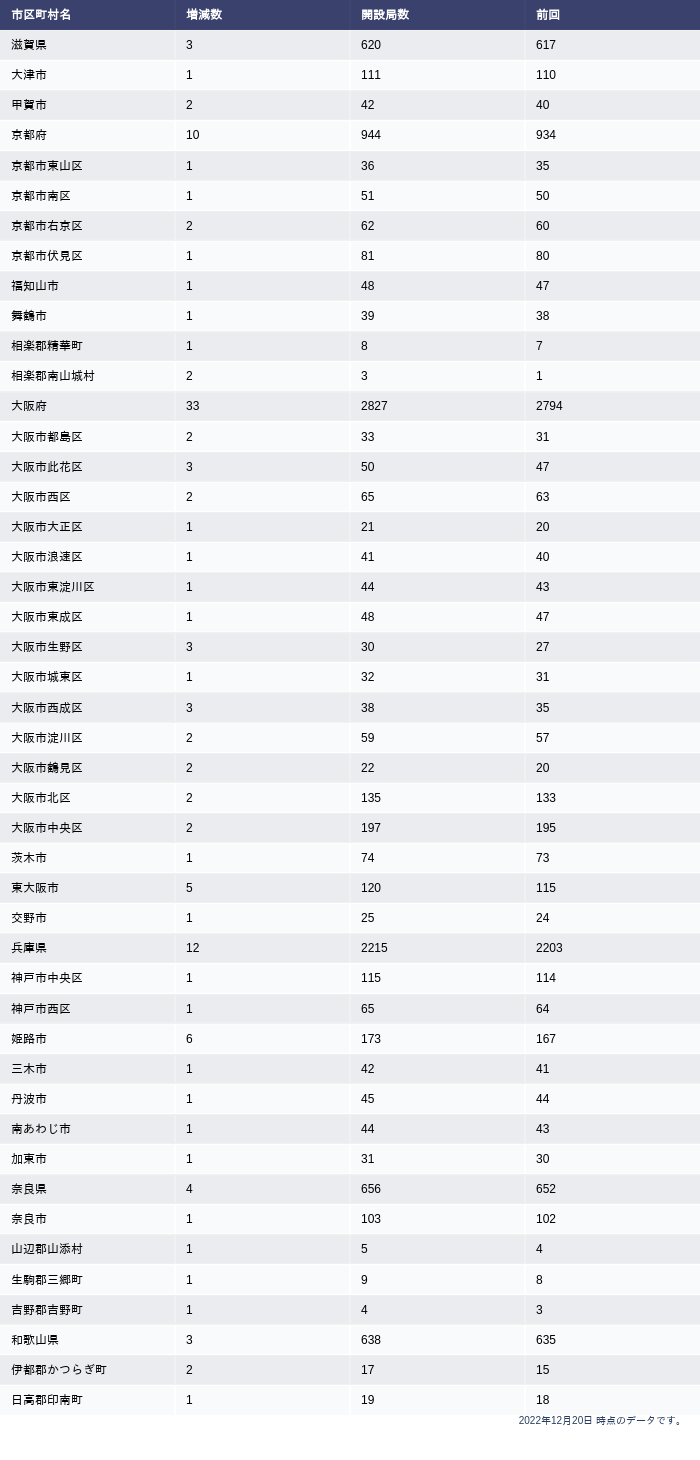 市区町村名 増減数 開設局数 前回
滋賀県 3 620 617
大津市 1 111 110
甲賀市 2 42 40
京都府 10 944 934
京都市東山区 1 36 35
京都市南区 1 51 50
京都市右京区 2 62 60
京都市伏見区 1 81 80
福知山市 1 48 47
舞鶴市 1 39 38
相楽郡精華町 1 8 7
相楽郡南山城村 2 3 1
大阪府 33 2827 2794
大阪市都島区 2 33 31
大阪市此花区 3 50 47
大阪市西区 2 65 63
大阪市大正区 1 21 20
大阪市浪速区 1 41 40
大阪市東淀川区 1 44 43
大阪市東成区 1 48 47
大阪市生野区 3 30 27
大阪市城東区 1 32 31
大阪市西成区 3 38 35
大阪市淀川区 2 59 57
大阪市鶴見区 2 22 20
大阪市北区 2 135 133
大阪市中央区 2 197 195
茨木市 1 74 73
東大阪市 5 120 115
交野市 1 25 24
兵庫県 12 2215 2203
神戸市中央区 1 115 114
神戸市西区 1 65 64
姫路市 6 173 167
三木市 1 42 41
丹波市 1 45 44
南あわじ市 1 44 43
加東市 1 31 30
奈良県 4 656 652
奈良市 1 103 102
山辺郡山添村 1 5 4
生駒郡三郷町 1 9 8
吉野郡吉野町 1 4 3
和歌山県 3 638 635
伊都郡かつらぎ町 2 17 15
日高郡印南町 1 19 18
2022年12月20日 時点のデータです。